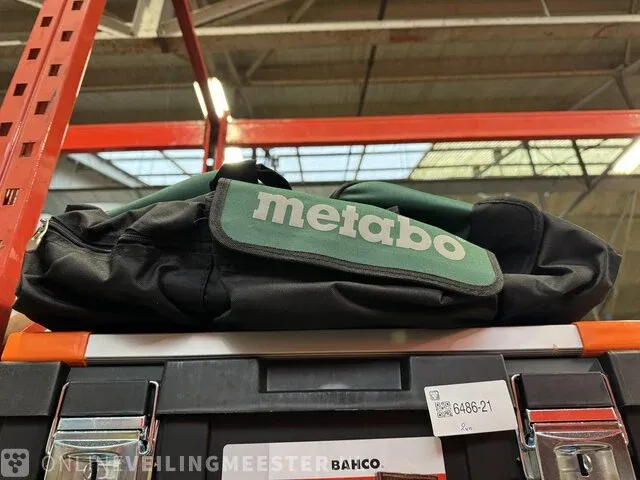 metabo
6486-21
BAHCO
ONLINEVEILINGMEESTER.NL